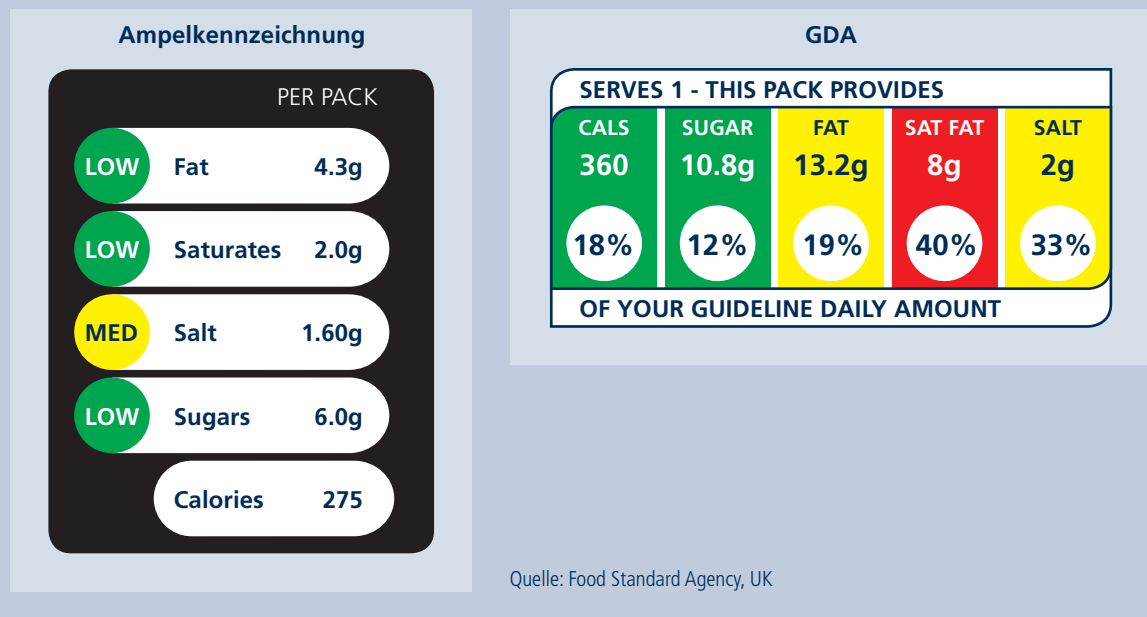 Ampelkennzeichnung
PER PACK
LOW Fat 4.3g
LOW Saturates 2.0g
MED Salt 1.60g
LOW Sugars 6.0g
Calories 275
GDA
SERVES 1 - THIS PACK PROVIDES
CALS SUGAR FAT SAT FAT SALT
360 10.8g 13.2g 8g 2g
18% 12% 19% 40% 33%
OF YOUR GUIDELINE DAILY AMOUNT
Quelle: Food Standard Agency, UK